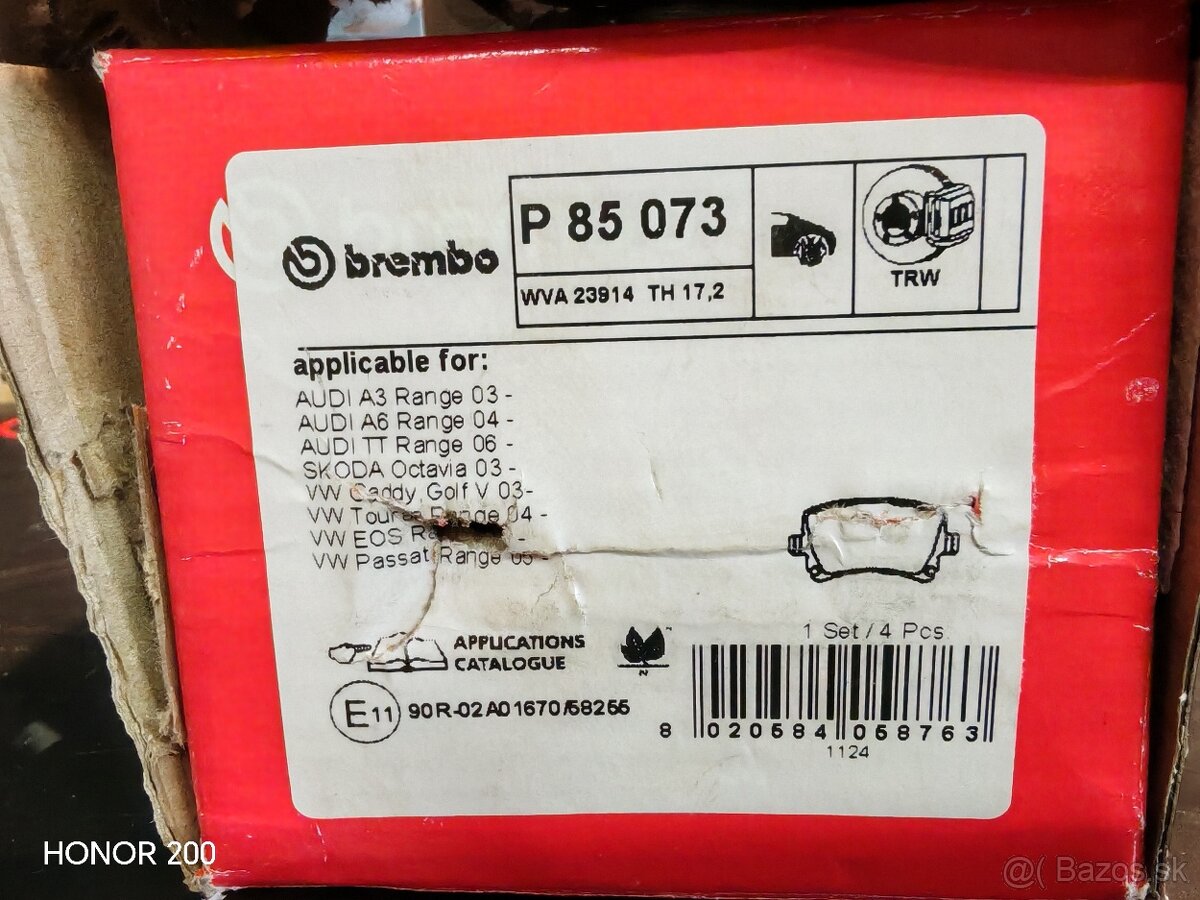 brembo
P 85 073
WVA 23914 TH 17,2
TRW
applicable for:
AUDI A3 Range 03 -
AUDI A6 Range 04 -
AUDI TT Range 06 -
SKODA Octavia 03 -
VW Caddy, Golf V 03-
VW Touran Range 04 -
VW EOS
VW Passat Range 05 -
APPLICATIONS
CATALOGUE
1 Set / 4 Pcs
E11 90R-02A01670/58255
8 020584 058763
1124
HONOR 200
@( Bazos.sk